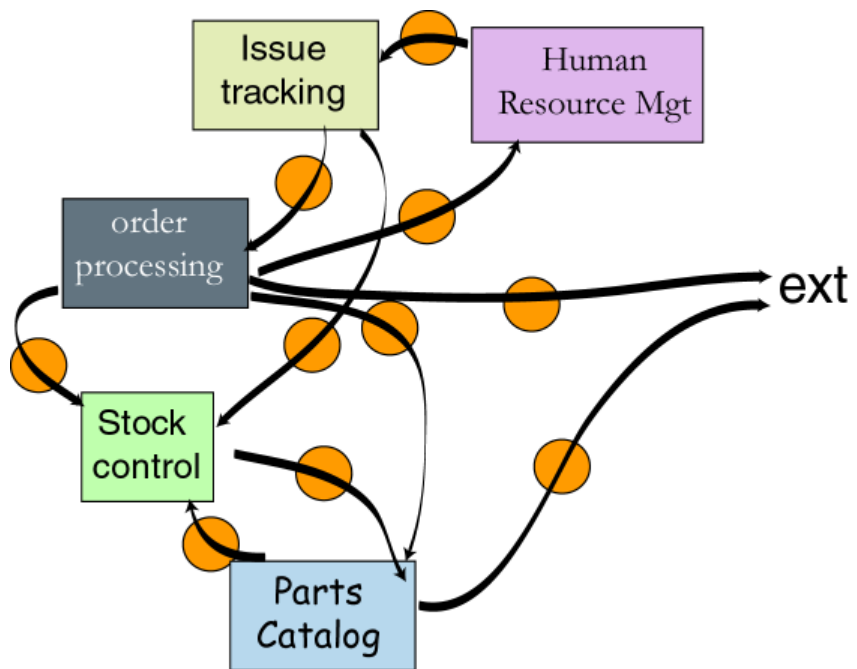 Issue
tracking
Human
Resource Mgt
order
processing
ext
Stock
control
Parts
Catalog